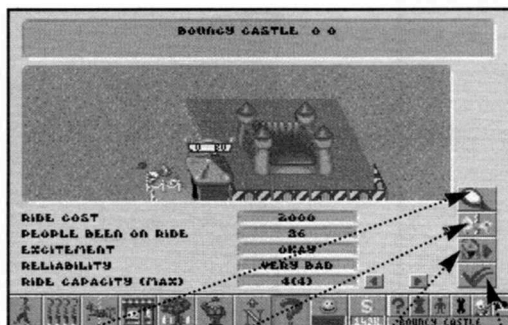 BOUNCY CASTLE 0 0
RIDE COST 2000
PEOPLE BEEN ON RIDE 36
EXCITEMENT OKAY
RELIABILITY VERY BAD
RIDE CAPACITY (MAX) 4(4)
BOUNCY CASTLE